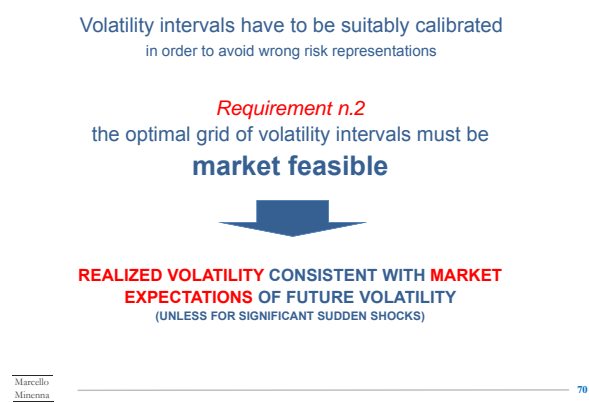 Volatility intervals have to be suitably calibrated
in order to avoid wrong risk representations
Requirement n.2
the optimal grid of volatility intervals must be
market feasible
REALIZED VOLATILITY CONSISTENT WITH MARKET
EXPECTATIONS OF FUTURE VOLATILITY
(UNLESS FOR SIGNIFICANT SUDDEN SHOCKS)
Marcello
Minenna
70